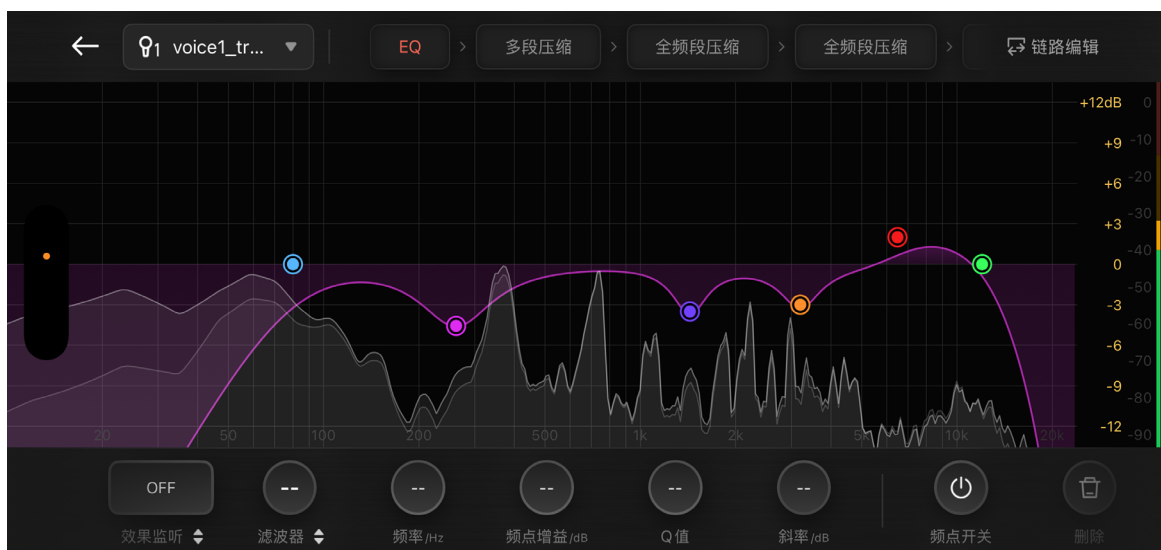 1 voice1_tr... EQ 多段压缩 全频段压缩 全频段压缩 链路编辑
+12dB 0
+9 -10
+6 -20
+3 -30
0 -40
-3 -50
-6 -60
-9 -70
-12 -80
-90
20 50 100 200 500 1k 2k 5k 10k 20k
OFF -- -- -- -- --
效果监听 滤波器 频率/Hz 频点增益/dB Q值 斜率/dB 频点开关 删除